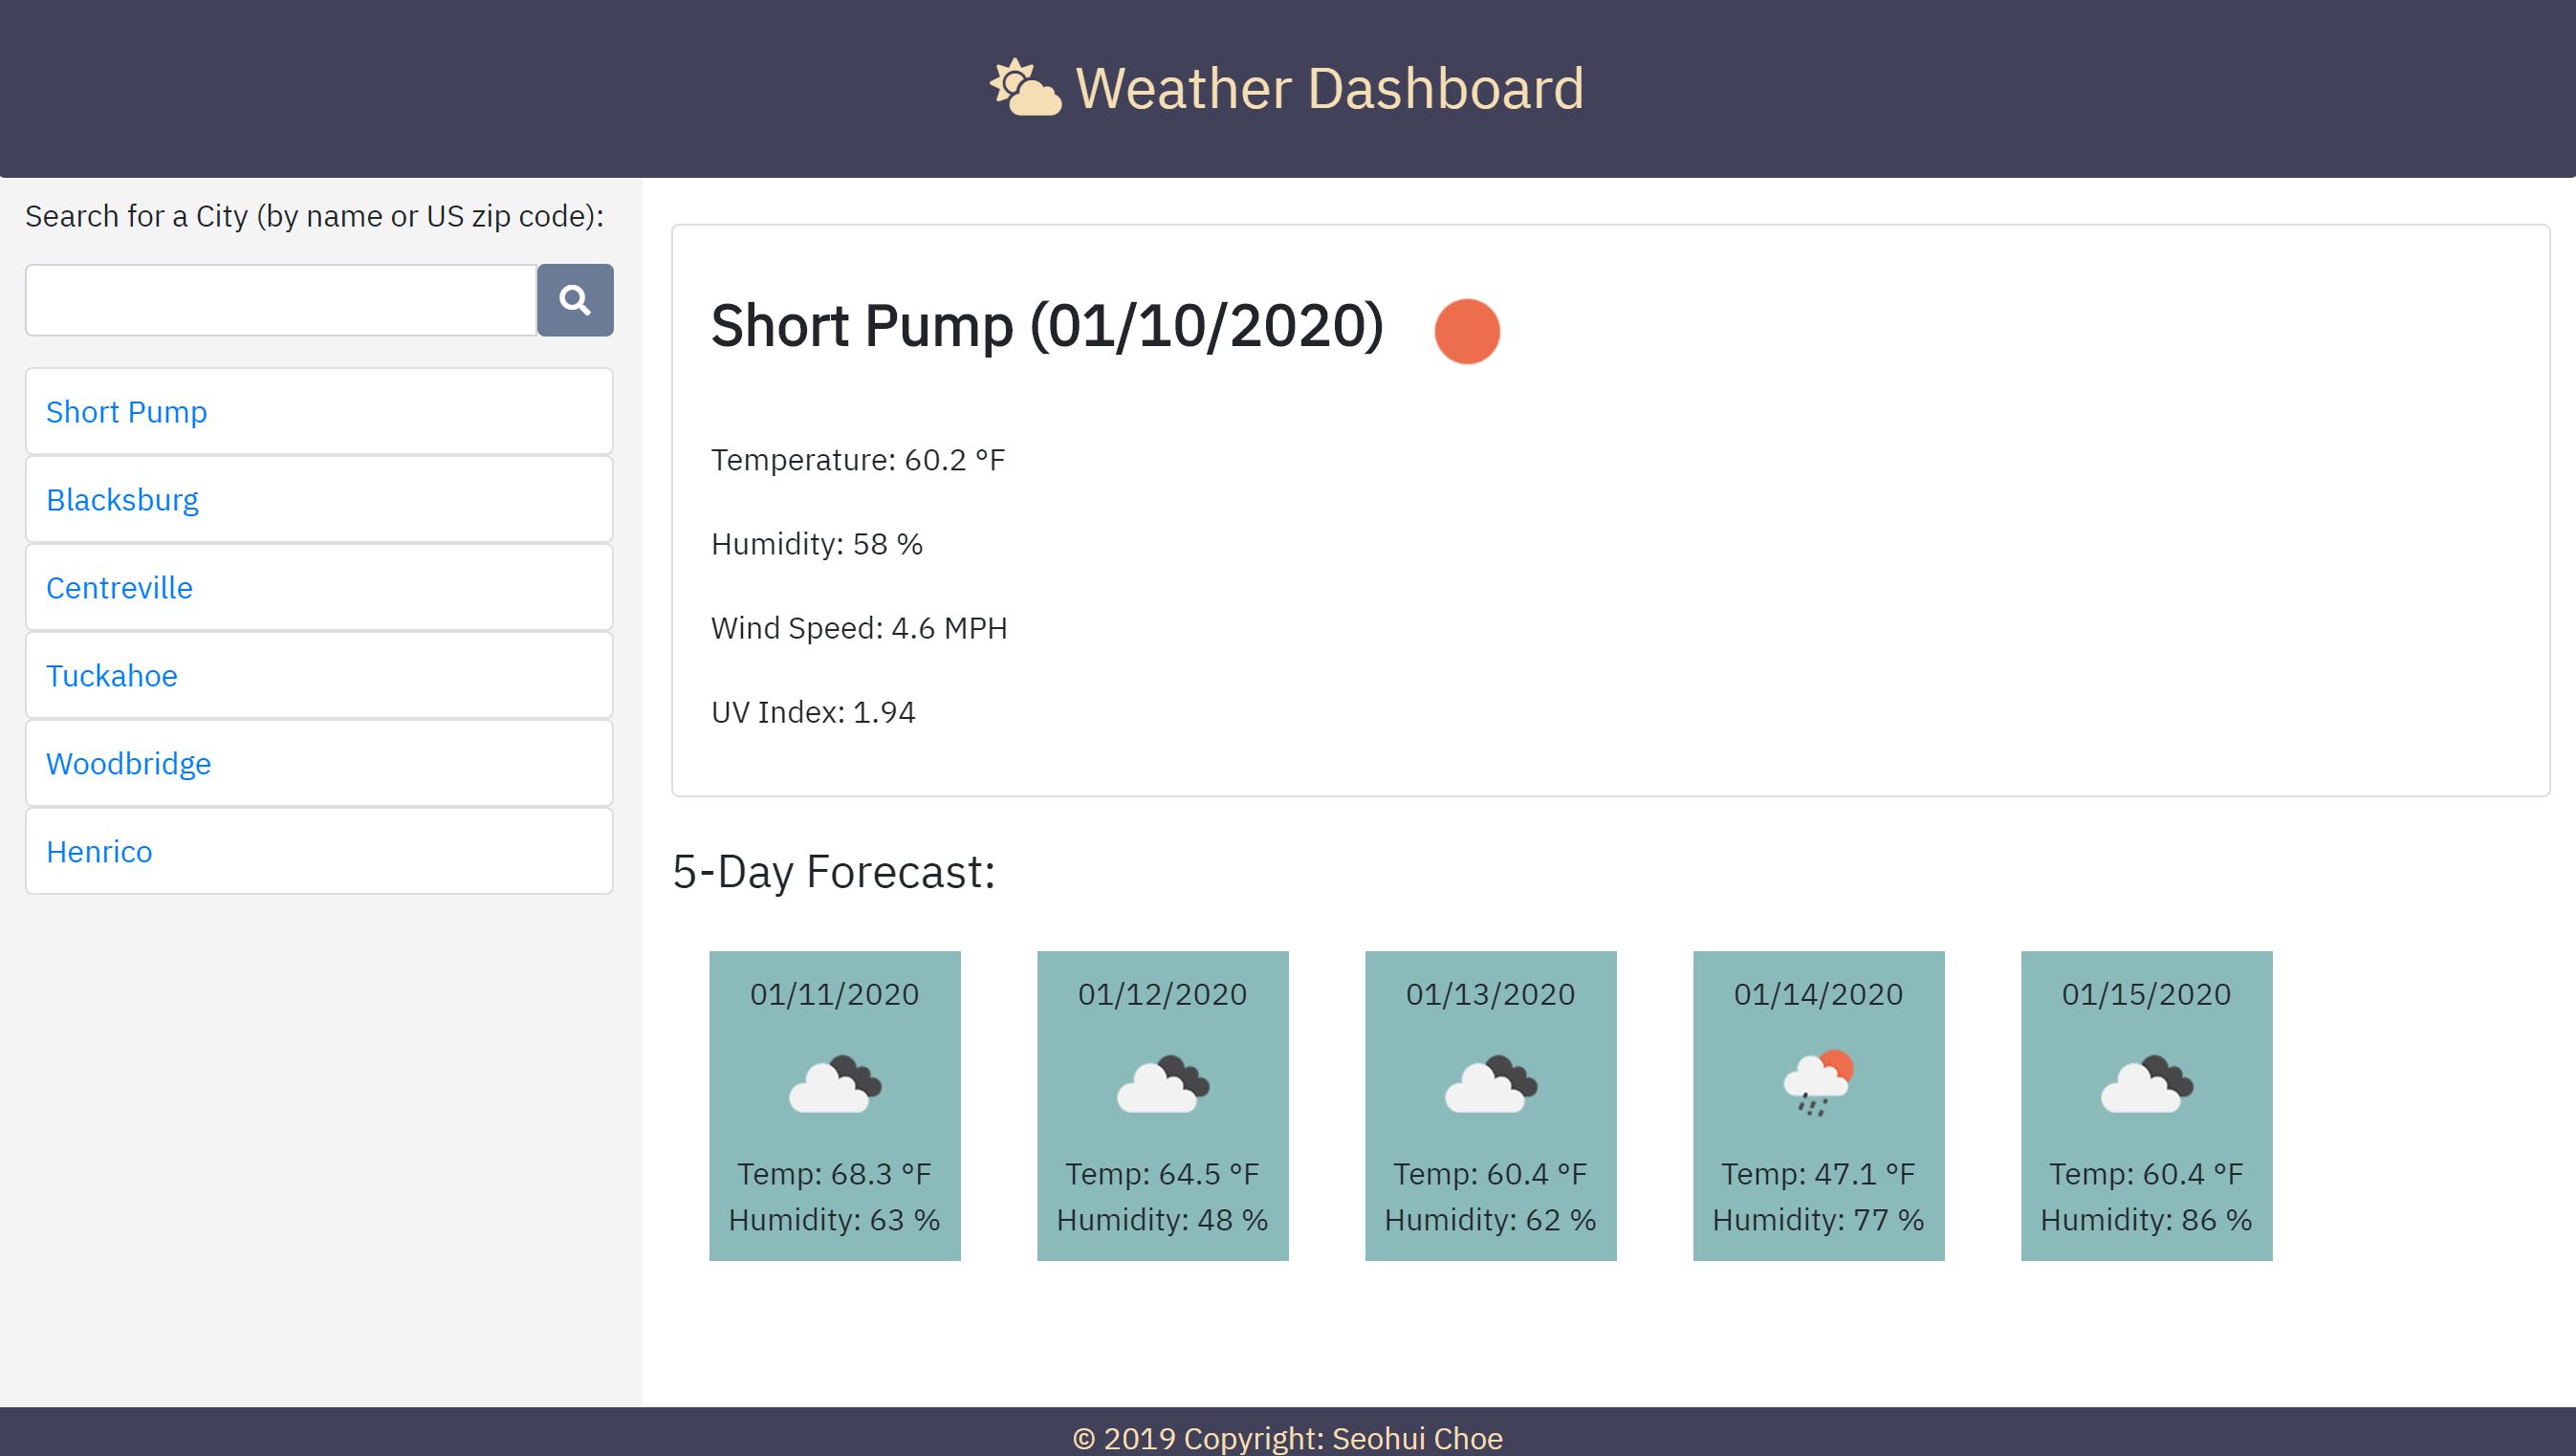 Weather Dashboard
Search for a City (by name or US zip code):
Short Pump
Blacksburg
Centreville
Tuckahoe
Woodbridge
Henrico
Short Pump (01/10/2020)
Temperature: 60.2 °F
Humidity: 58 %
Wind Speed: 4.6 MPH
UV Index: 1.94
5-Day Forecast:
01/11/2020
Temp: 68.3 °F
Humidity: 63 %
01/12/2020
Temp: 64.5 °F
Humidity: 48 %
01/13/2020
Temp: 60.4 °F
Humidity: 62 %
01/14/2020
Temp: 47.1 °F
Humidity: 77 %
01/15/2020
Temp: 60.4 °F
Humidity: 86 %
© 2019 Copyright: Seohui Choe